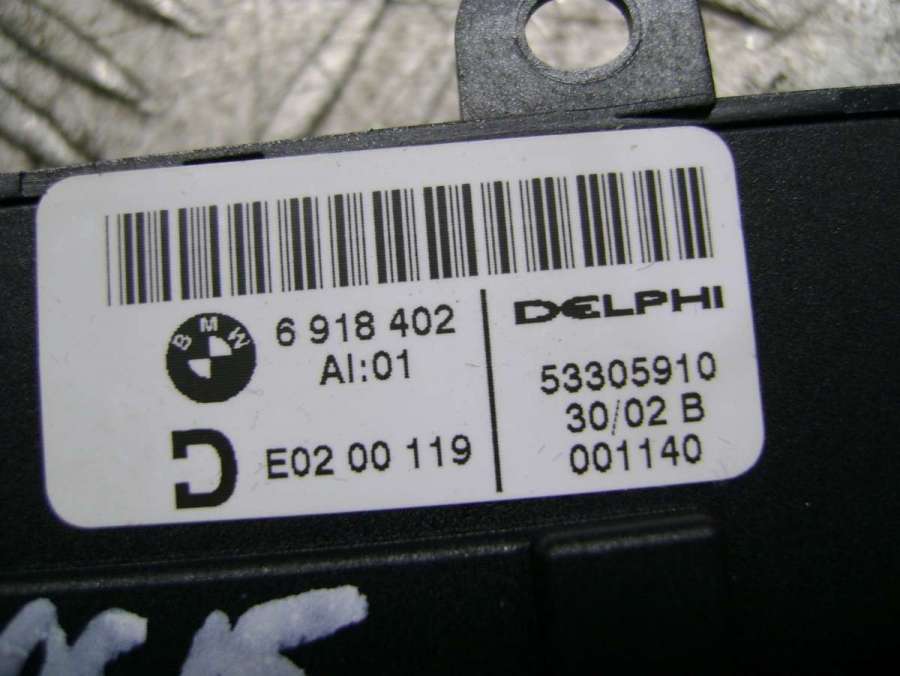 BMW
6 918 402
AI:01
E02 00 119
DELPHI
53305910
30/02 B
001140